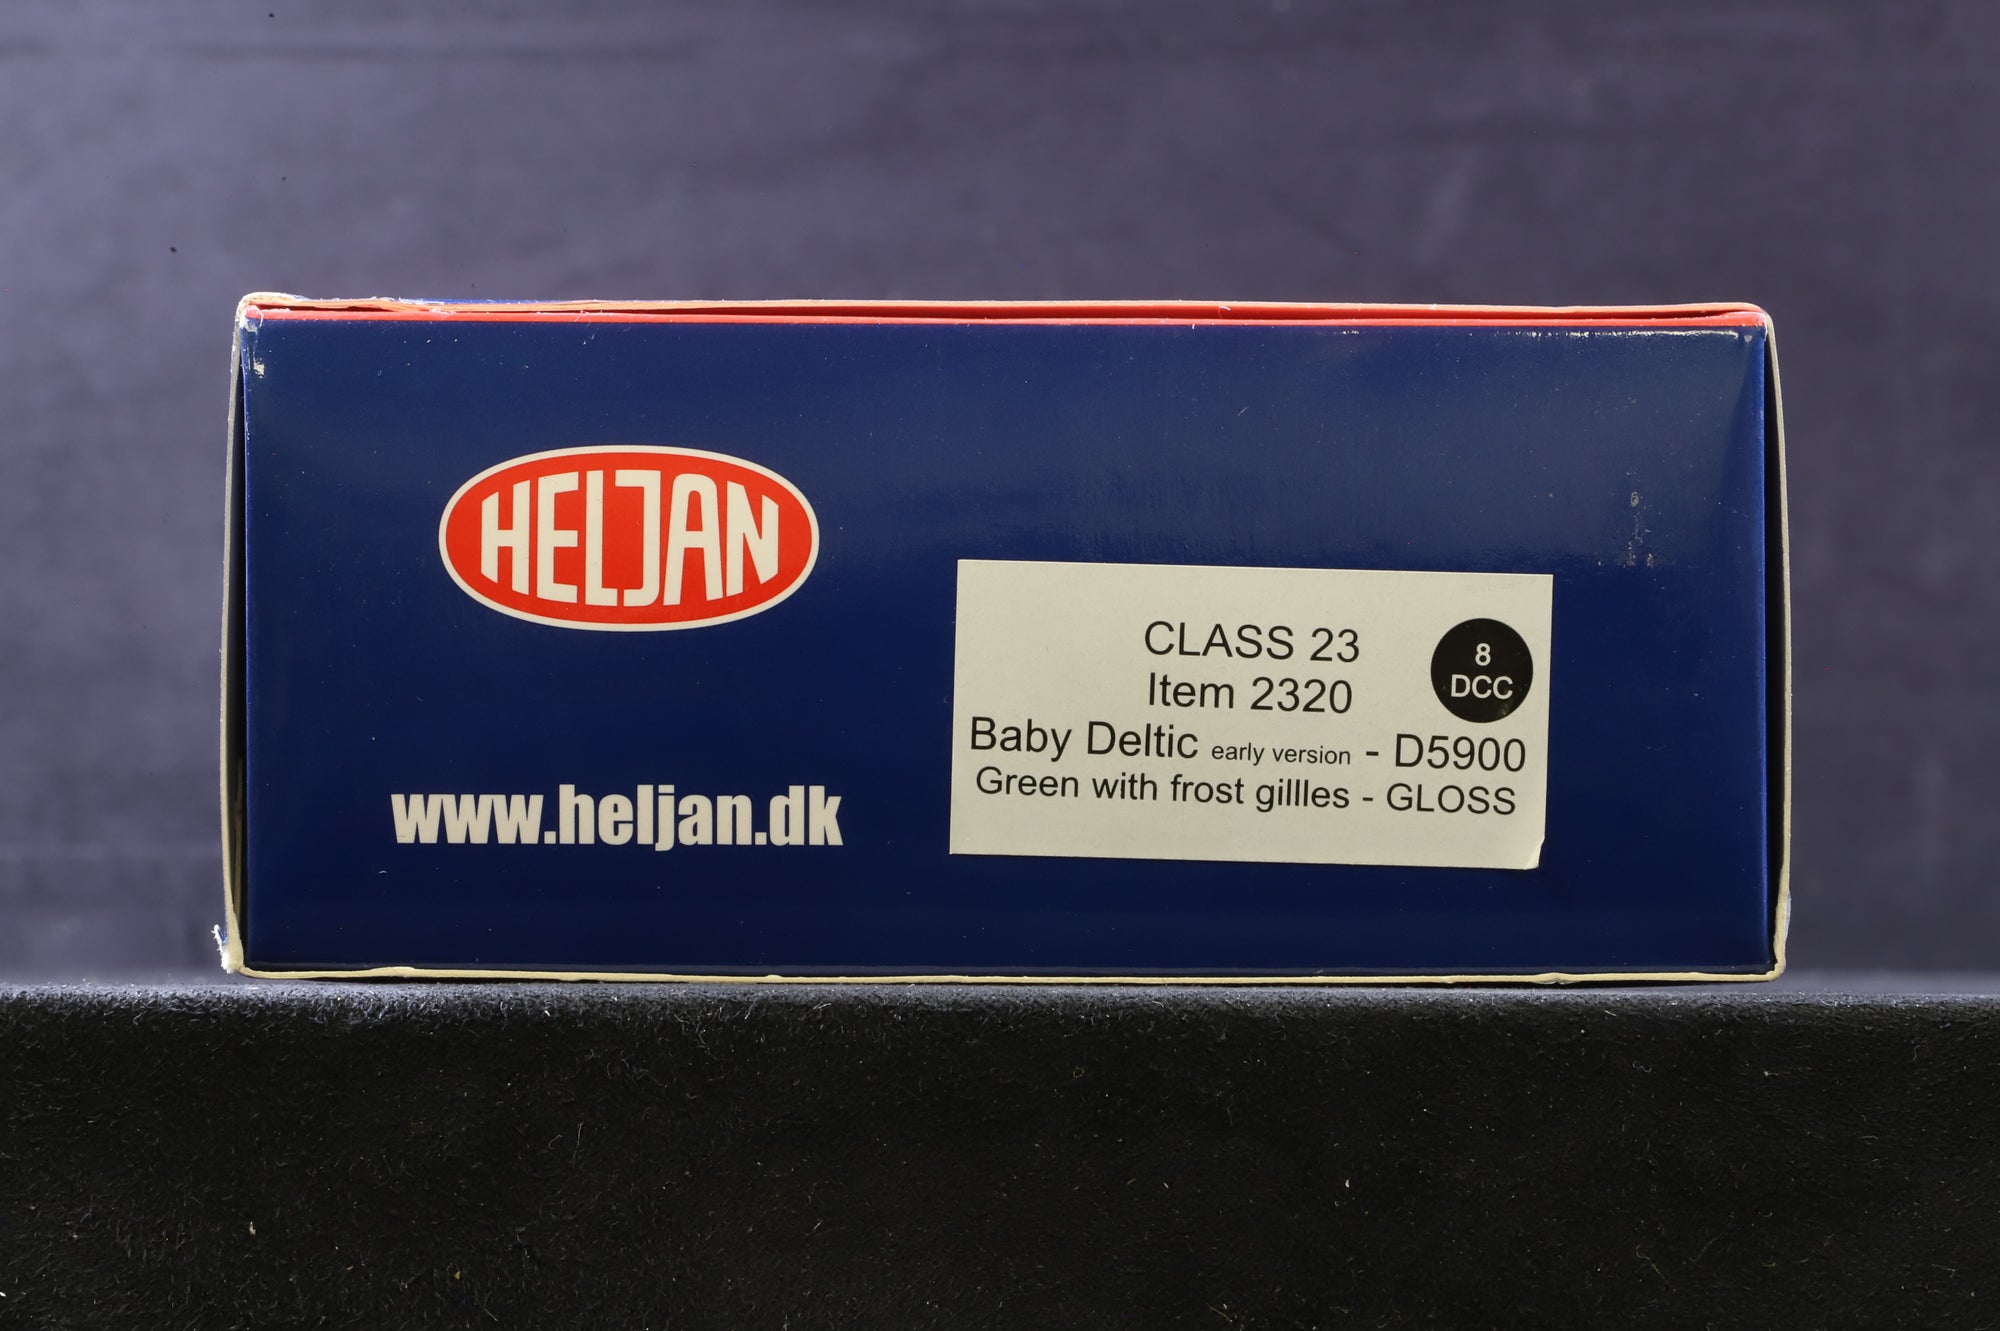 HELJAN
www.heljan.dk
CLASS 23
Item 2320
Baby Deltic early version - D5900
Green with frost gillles - GLOSS
8
DCC